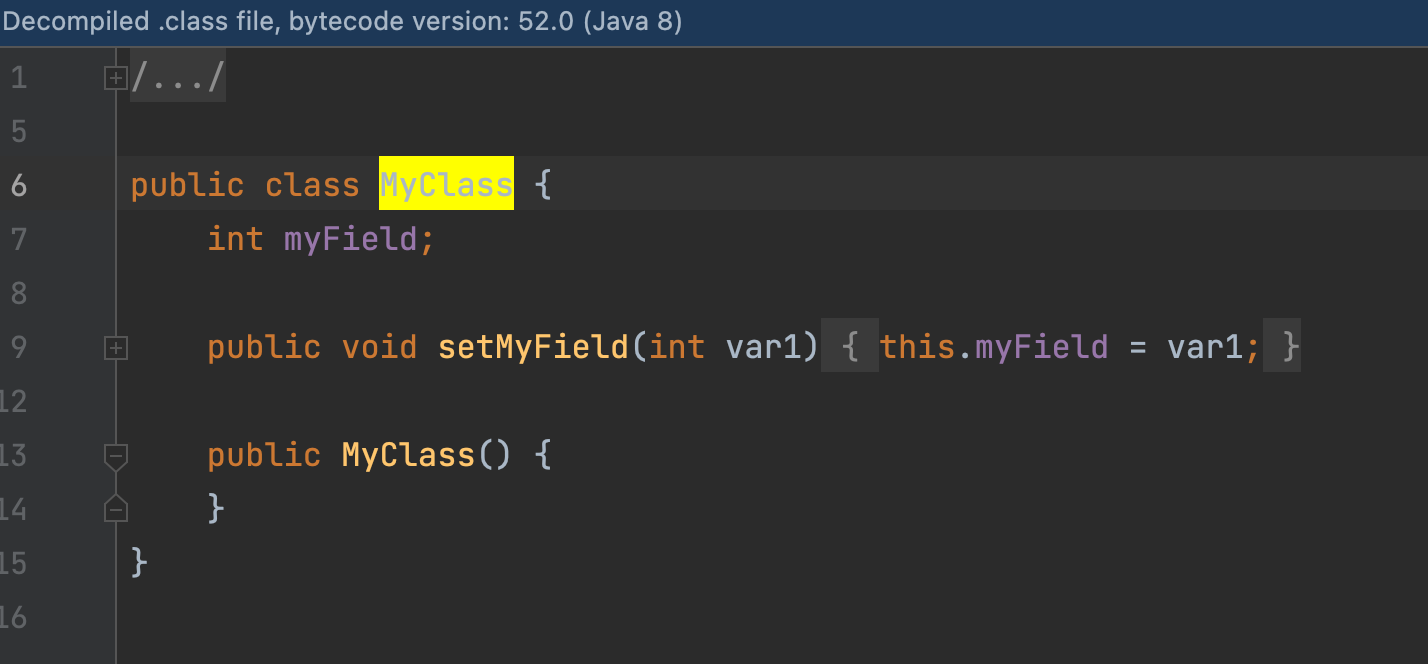 Decompiled .class file, bytecode version: 52.0 (Java 8)
1 /.../
5
6 public class MyClass {
7     int myField;
8
9     public void setMyField(int var1) { this.myField = var1; }
12
13     public MyClass() {
14     }
15 }
16